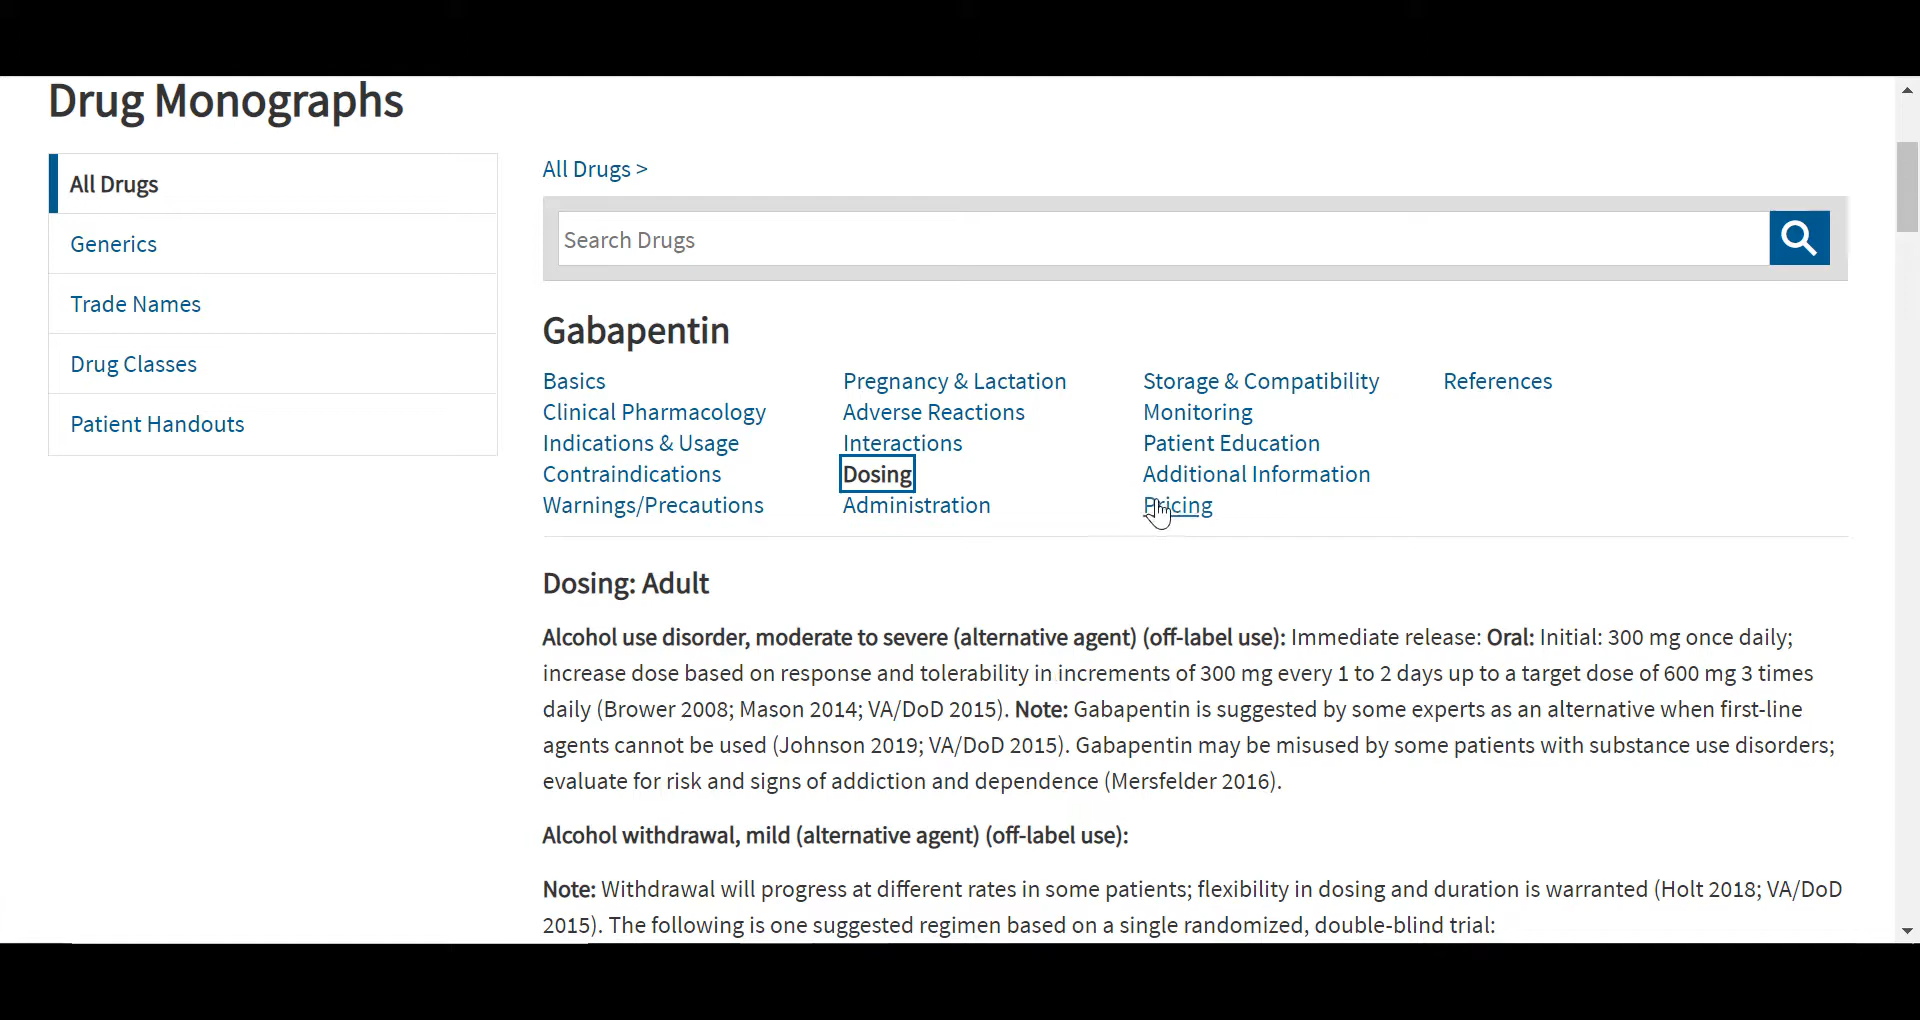 Drug Monographs
All Drugs
Generics
Trade Names
Drug Classes
Patient Handouts
All Drugs >
Search Drugs
Gabapentin
Basics
Clinical Pharmacology
Indications & Usage
Contraindications
Warnings/Precautions
Pregnancy & Lactation
Adverse Reactions
Interactions
Dosing
Administration
Storage & Compatibility
Monitoring
Patient Education
Additional Information
Pricing
References
Dosing: Adult
Alcohol use disorder, moderate to severe (alternative agent) (off-label use): Immediate release: Oral: Initial: 300 mg once daily;
increase dose based on response and tolerability in increments of 300 mg every 1 to 2 days up to a target dose of 600 mg 3 times
daily (Brower 2008; Mason 2014; VA/DoD 2015). Note: Gabapentin is suggested by some experts as an alternative when first-line
agents cannot be used (Johnson 2019; VA/DoD 2015). Gabapentin may be misused by some patients with substance use disorders;
evaluate for risk and signs of addiction and dependence (Mersfelder 2016).
Alcohol withdrawal, mild (alternative agent) (off-label use):
Note: Withdrawal will progress at different rates in some patients; flexibility in dosing and duration is warranted (Holt 2018; VA/DoD
2015). The following is one suggested regimen based on a single randomized, double-blind trial: